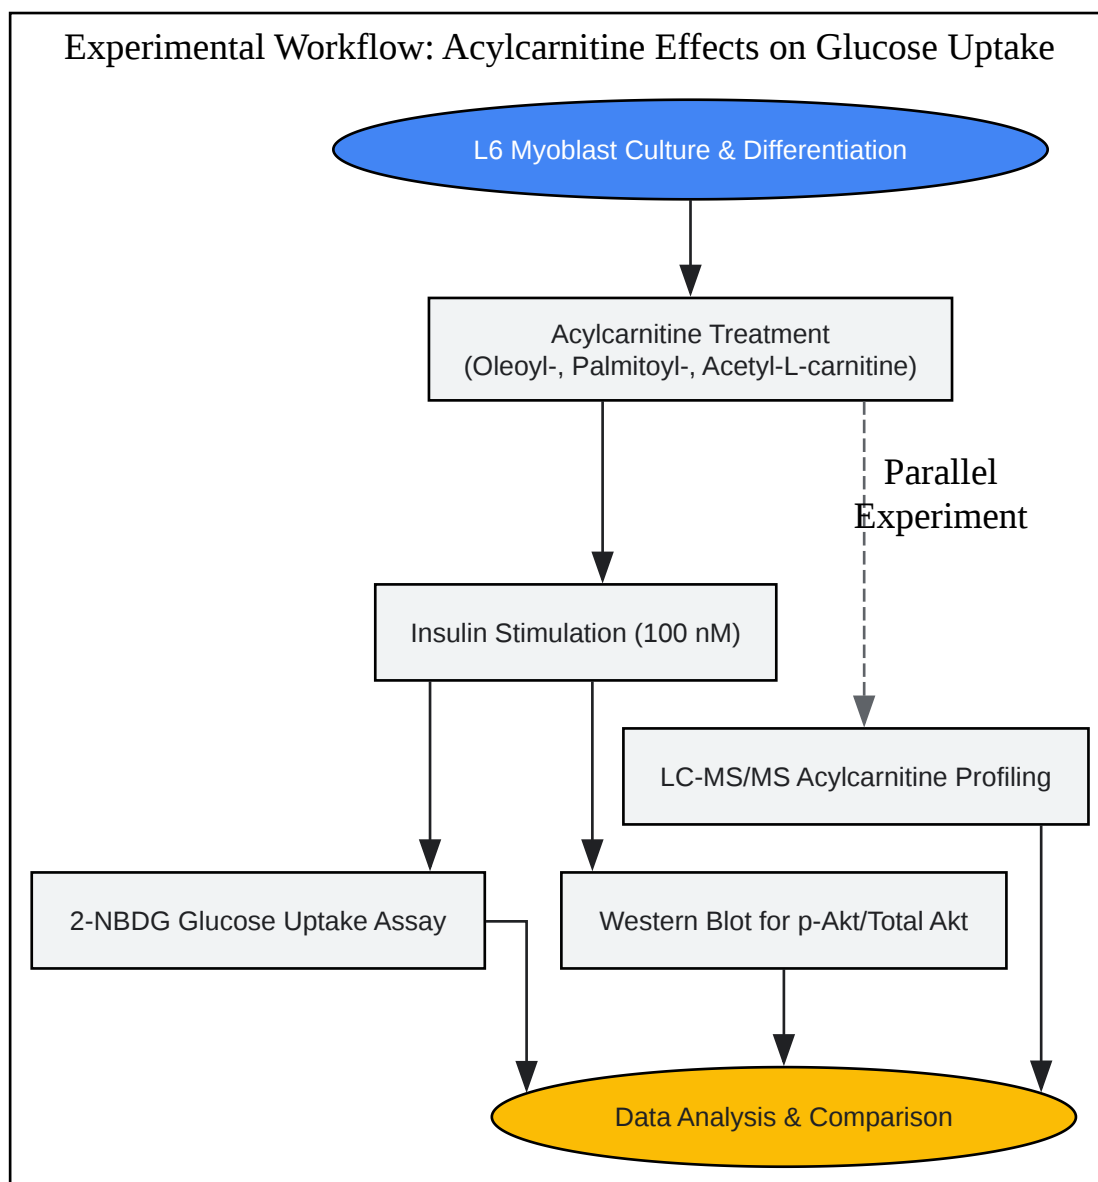 Experimental Workflow: Acylcarnitine Effects on Glucose Uptake
L6 Myoblast Culture & Differentiation
Acylcarnitine Treatment
(Oleoyl-, Palmitoyl-, Acetyl-L-carnitine)
Parallel
Experiment
Insulin Stimulation (100 nM)
LC-MS/MS Acylcarnitine Profiling
2-NBDG Glucose Uptake Assay
Western Blot for p-Akt/Total Akt
Data Analysis & Comparison